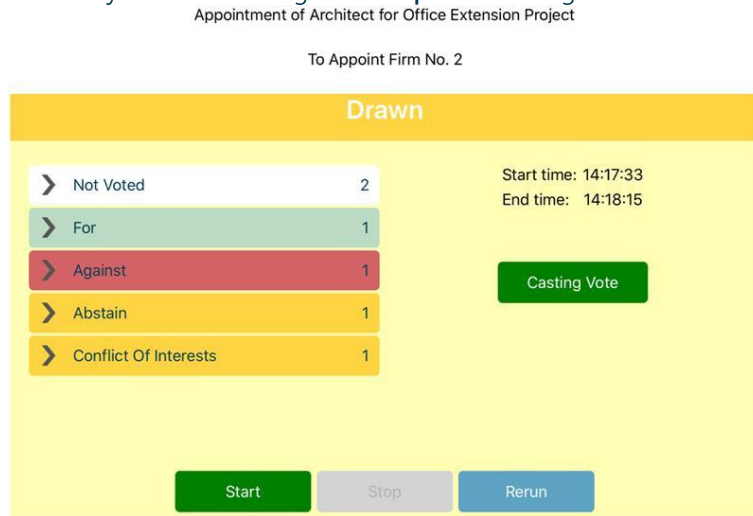 Appointment of Architect for Office Extension Project
To Appoint Firm No. 2
Drawn
Not Voted 2
For 1
Against 1
Abstain 1
Conflict Of Interests 1
Start time: 14:17:33
End time: 14:18:15
Casting Vote
Start
Stop
Rerun